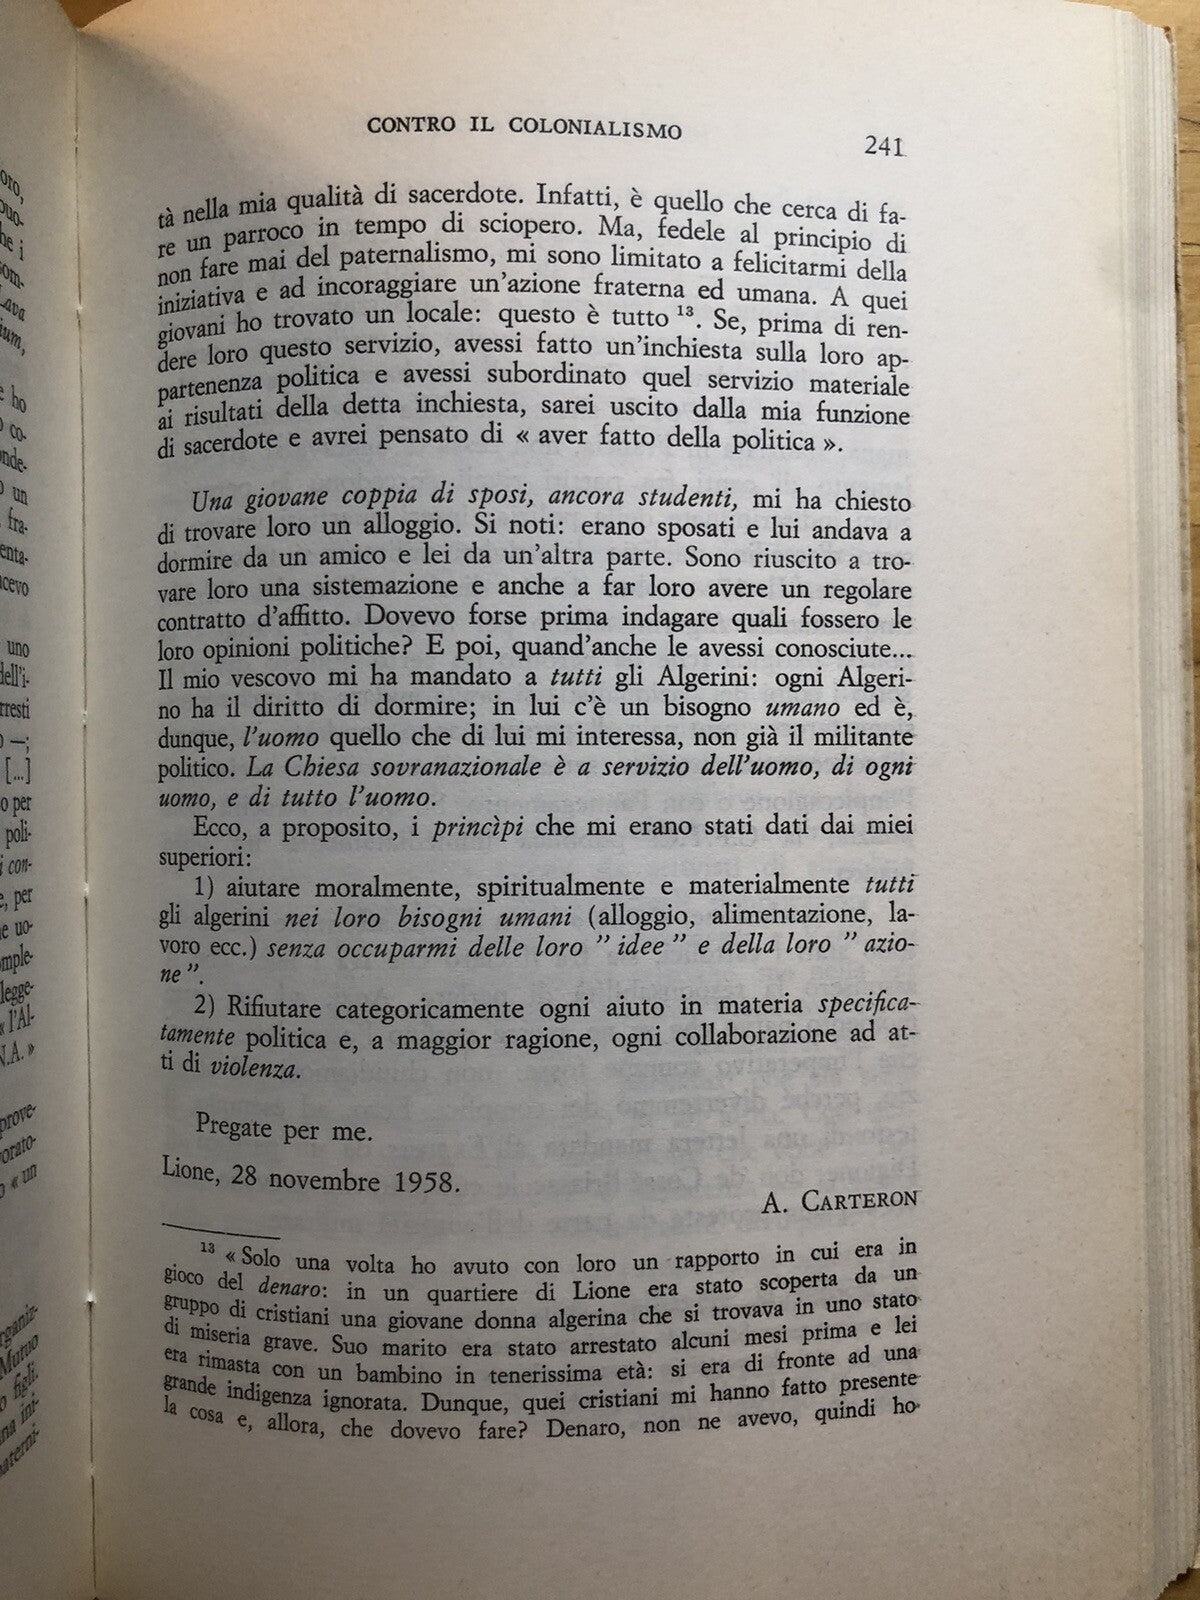 CONTRO IL COLONIALISMO
241
tà nella mia qualità di sacerdote. Infatti, è quello che cerca di fa-
re un parroco in tempo di sciopero. Ma, fedele al principio di
non fare mai del paternalismo, mi sono limitato a felicitarmi della
iniziativa e ad incoraggiare un'azione fraterna ed umana. A quei
giovani ho trovato un locale: questo è tutto 13. Se, prima di ren-
dere loro questo servizio, avessi fatto un'inchiesta sulla loro ap-
partenenza politica e avessi subordinato quel servizio materiale
ai risultati della detta inchiesta, sarei uscito dalla mia funzione
di sacerdote e avrei pensato di « aver fatto della politica ».
Una giovane coppia di sposi, ancora studenti, mi ha chiesto
di trovare loro un alloggio. Si noti: erano sposati e lui andava a
dormire da un amico e lei da un'altra parte. Sono riuscito a tro-
vare loro una sistemazione e anche a far loro avere un regolare
contratto d'affitto. Dovevo forse prima indagare quali fossero le
loro opinioni politiche? E poi, quand'anche le avessi conosciute...
Il mio vescovo mi ha mandato a tutti gli Algerini: ogni Algeri-
no ha il diritto di dormire; in lui c'è un bisogno umano ed è,
dunque, l'uomo quello che di lui mi interessa, non già il militante
politico. La Chiesa sovranazionale è a servizio dell'uomo, di ogni
uomo, e di tutto l'uomo.
Ecco, a proposito, i princìpi che mi erano stati dati dai miei
superiori:
1) aiutare moralmente, spiritualmente e materialmente tutti
gli algerini nei loro bisogni umani (alloggio, alimentazione, la-
voro ecc.) senza occuparmi delle loro ” idee ” e della loro ” azio-
ne ”.
2) Rifiutare categoricamente ogni aiuto in materia specifica-
tamente politica e, a maggior ragione, ogni collaborazione ad at-
ti di violenza.
Pregate per me.
Lione, 28 novembre 1958.
A. CARTERON
13 « Solo una volta ho avuto con loro un rapporto in cui era in
gioco del denaro: in un quartiere di Lione era stato scoperta da un
gruppo di cristiani una giovane donna algerina che si trovava in uno stato
di miseria grave. Suo marito era stato arrestato alcuni mesi prima e lei
era rimasta con un bambino in tenerissima età: si era di fronte ad una
grande indigenza ignorata. Dunque, quei cristiani mi hanno fatto presente
la cosa e, allora, che dovevo fare? Denaro, non ne avevo, quindi ho